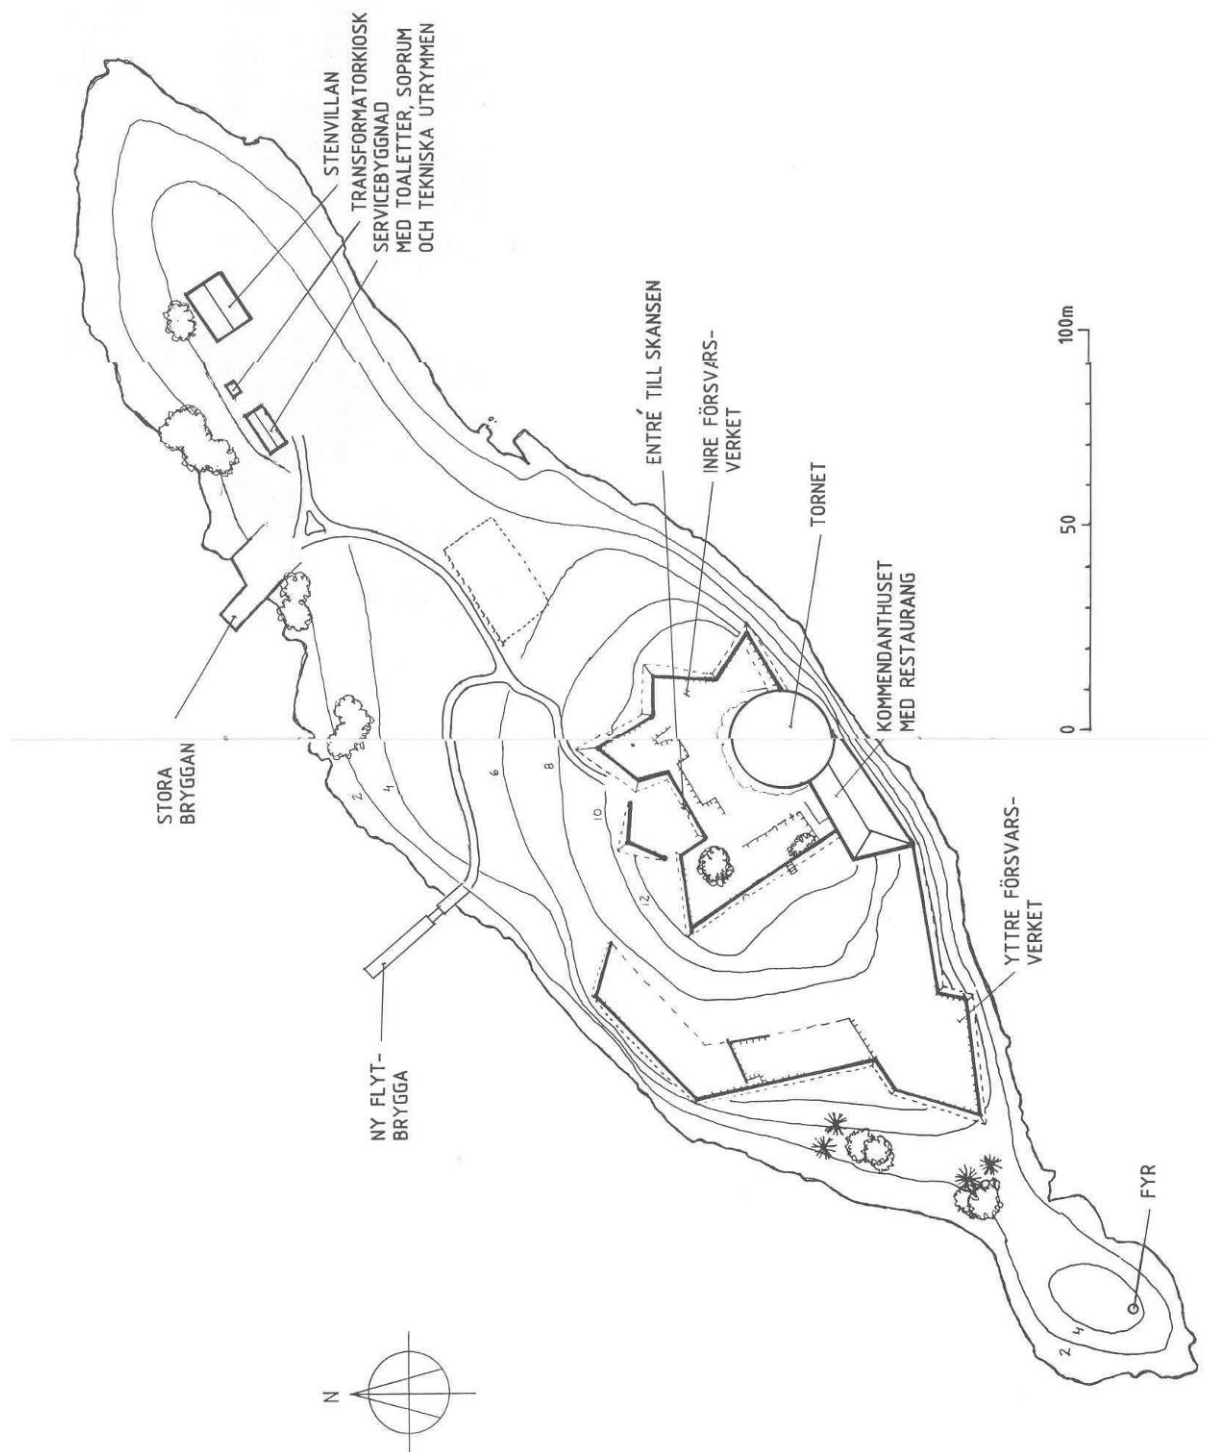 STENVILLAN
TRANSFORMATORKIOSK
SERVICEBYGGNAD
MED TOALETTER, SOPRUM
OCH TEKNISKA UTRYMMEN
STORA
BRYGGAN
NY FLYT-
BRYGGA
ENTRÉ TILL SKANSEN
INRE FÖRSVARS-
VERKET
TORNET
KOMMENDANTHUSET
MED RESTAURANG
YTTRE FÖRSVARS-
VERKET
FYR
N
0
50
100m
2
4
6
8
10
12
2
4